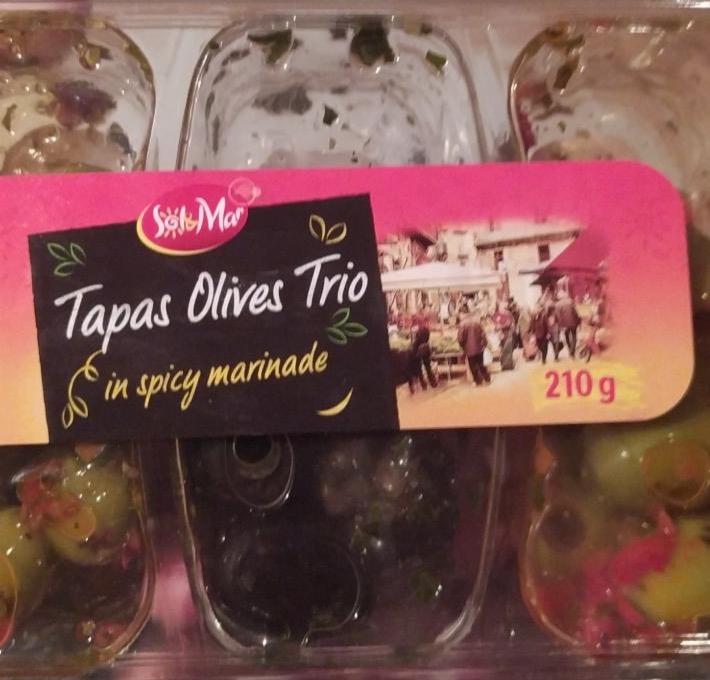 Sol&Mar
Tapas Olives Trio
in spicy marinade
210 g